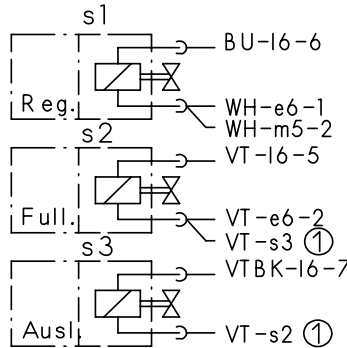 s1
BU-16-6
Reg.
WH-e6-1
WH-m5-2
s2
VT-16-5
Full.
VT-e6-2
VT-s3 ①
s3
VTBK-16-7
Ausl.
VT-s2 ①